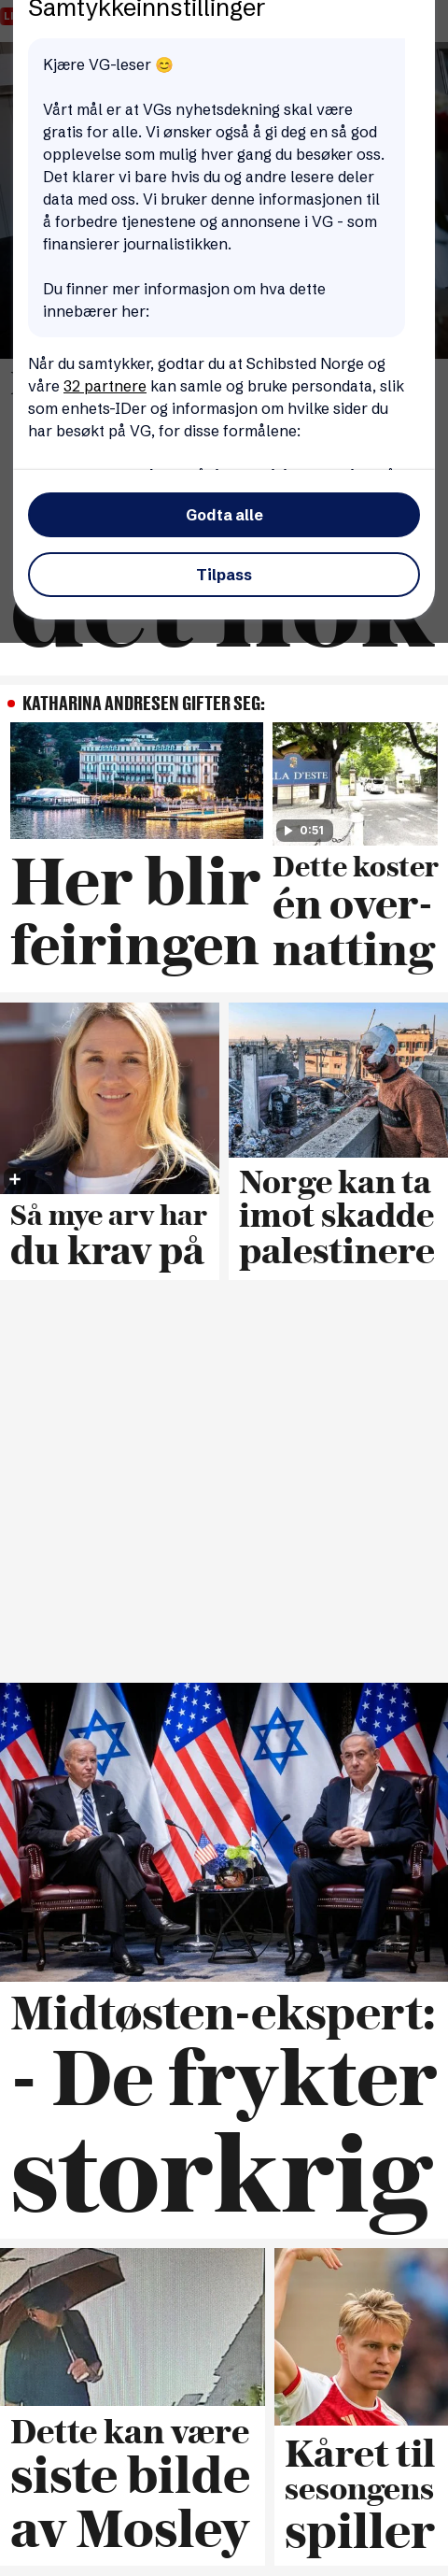 Samtykkeinnstillinger
Kjære VG-leser 😊
Vårt mål er at VGs nyhetsdekning skal være
gratis for alle. Vi ønsker også å gi deg en så god
opplevelse som mulig hver gang du besøker oss.
Det klarer vi bare hvis du og andre lesere deler
data med oss. Vi bruker denne informasjonen til
å forbedre tjenestene og annonsene i VG - som
finansierer journalistikken.
Du finner mer informasjon om hva dette
innebærer her:
Når du samtykker, godtar du at Schibsted Norge og
våre 32 partnere kan samle og bruke persondata, slik
som enhets-IDer og informasjon om hvilke sider du
har besøkt på VG, for disse formålene:
Godta alle
Tilpass
det nok
KATHARINA ANDRESEN GIFTER SEG:
LLA D'ESTE
0:51
Her blir
feiringen
Dette koster
én over-
natting
Så mye arv har
du krav på
Norge kan ta
imot skadde
palestinere
Midtøsten-ekspert:
- De frykter
storkrig
Dette kan være
siste bilde
av Mosley
Kåret til
sesongens
spiller